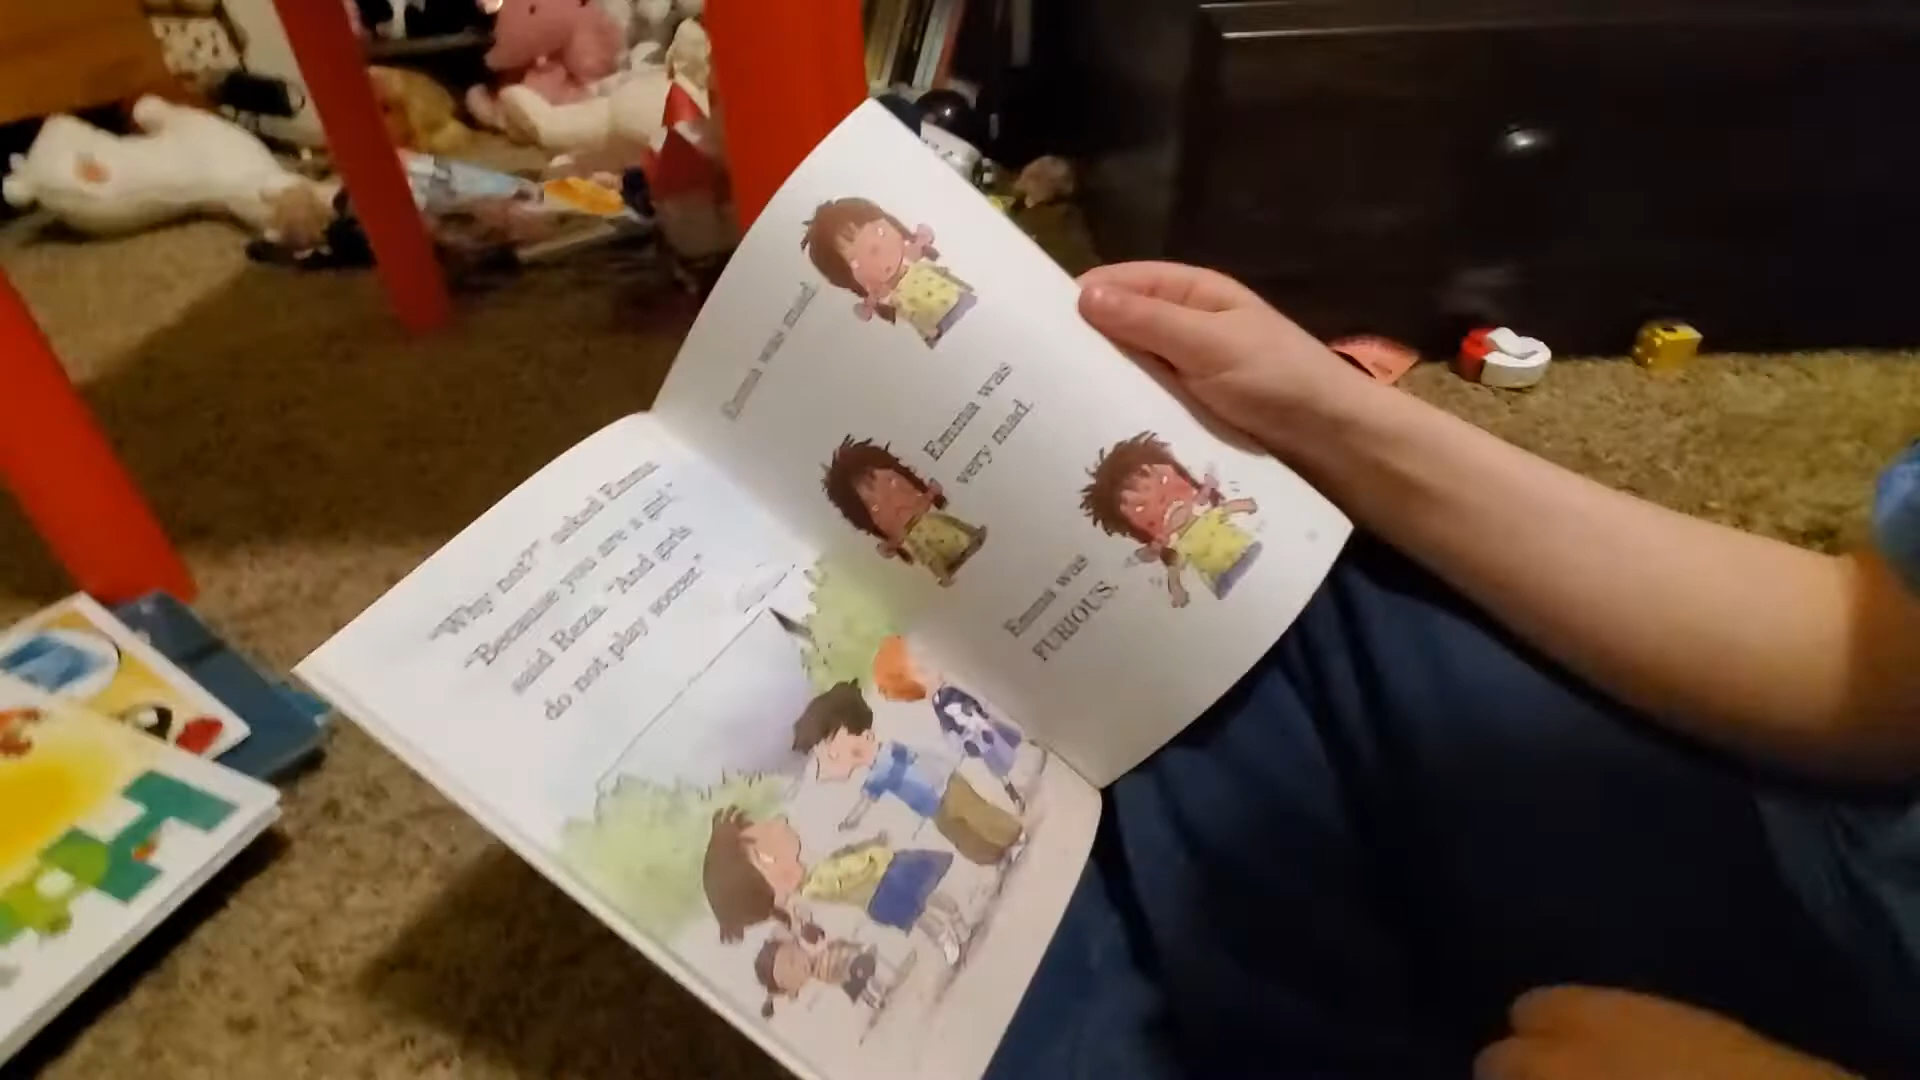 "Why not?" asked Emma.
"Because you are a girl,"
said Reza. "And girls
do not play soccer."
Emma was mad.
Emma was
very mad.
Emma was
FURIOUS.